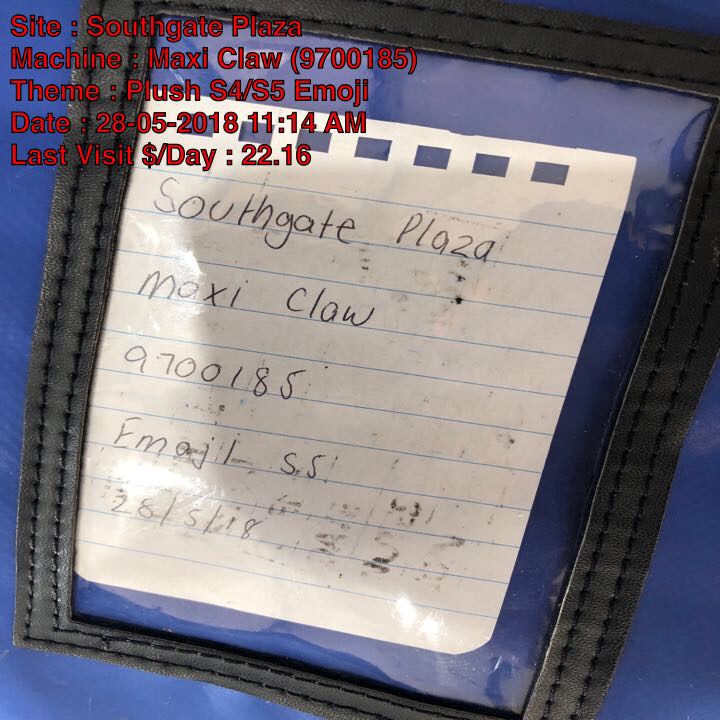 Site : Southgate Plaza
Machine : Maxi Claw (9700185)
Theme : Plush S4/S5 Emoji
Date : 28-05-2018 11:14 AM
Last Visit $/Day : 22.16
Southgate Plaza
Maxi Claw
9700185
Emoji S5
28/5/18